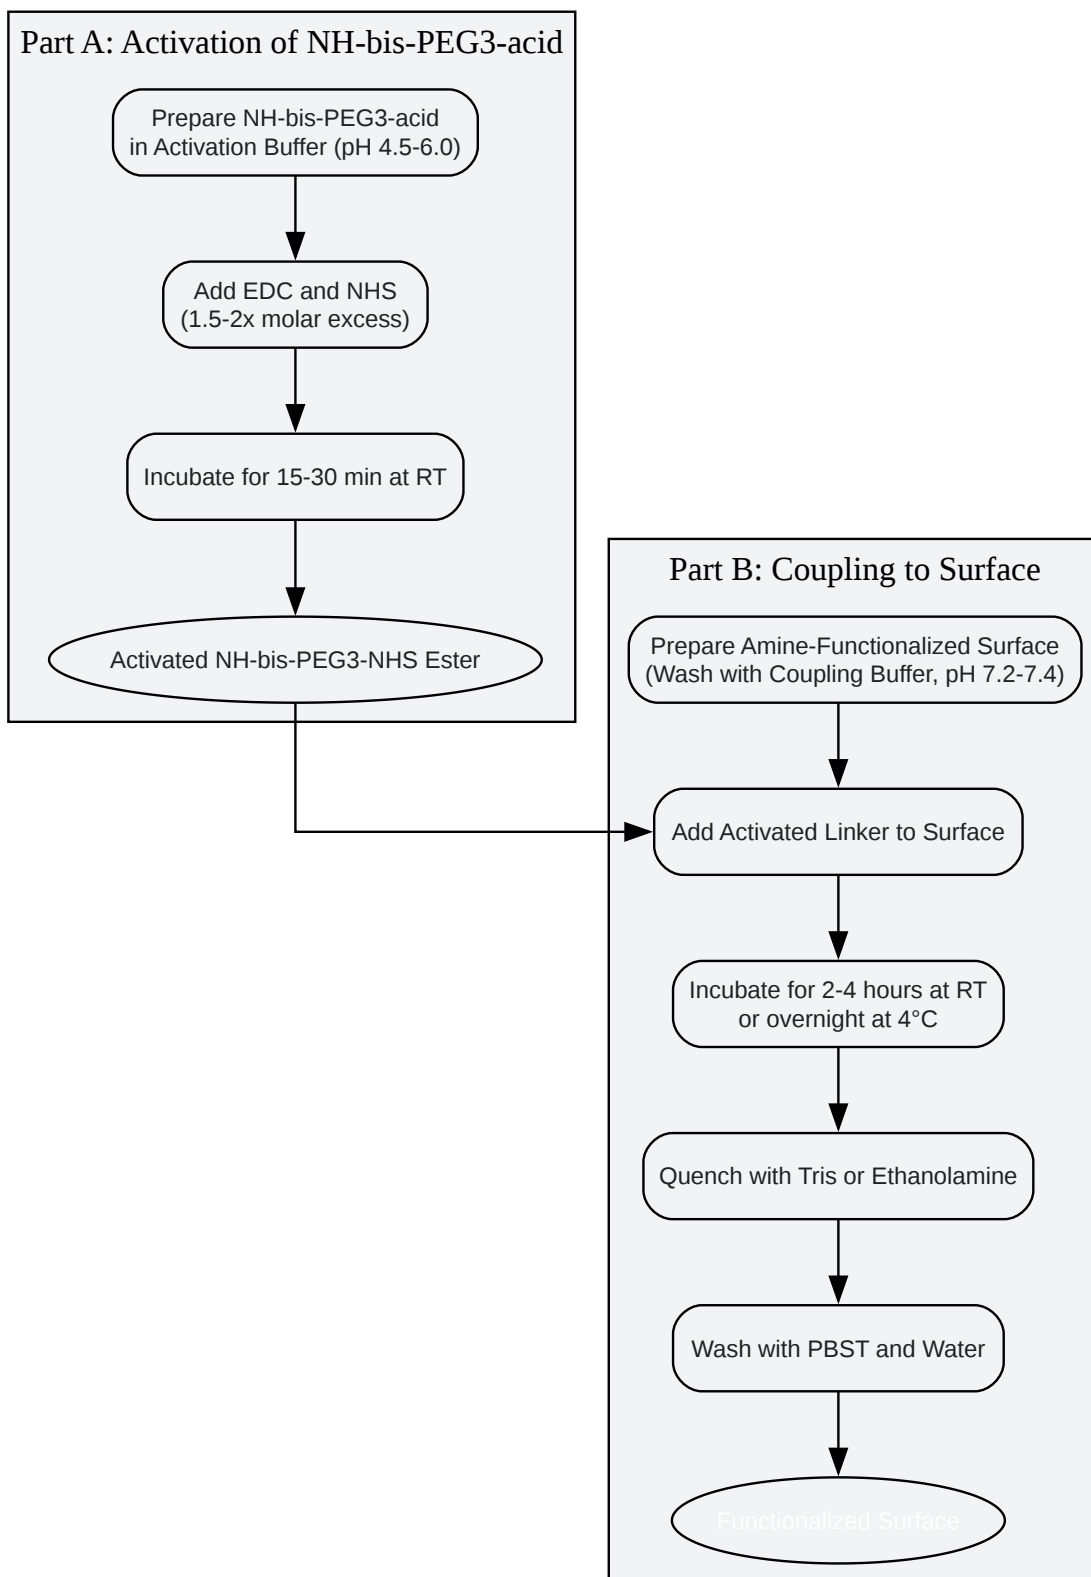 Part A: Activation of NH-bis-PEG3-acid
Prepare NH-bis-PEG3-acid
in Activation Buffer (pH 4.5-6.0)
Add EDC and NHS
(1.5-2x molar excess)
Incubate for 15-30 min at RT
Activated NH-bis-PEG3-NHS Ester
Part B: Coupling to Surface
Prepare Amine-Functionalized Surface
(Wash with Coupling Buffer, pH 7.2-7.4)
Add Activated Linker to Surface
Incubate for 2-4 hours at RT
or overnight at 4°C
Quench with Tris or Ethanolamine
Wash with PBST and Water
Functionalized Surface